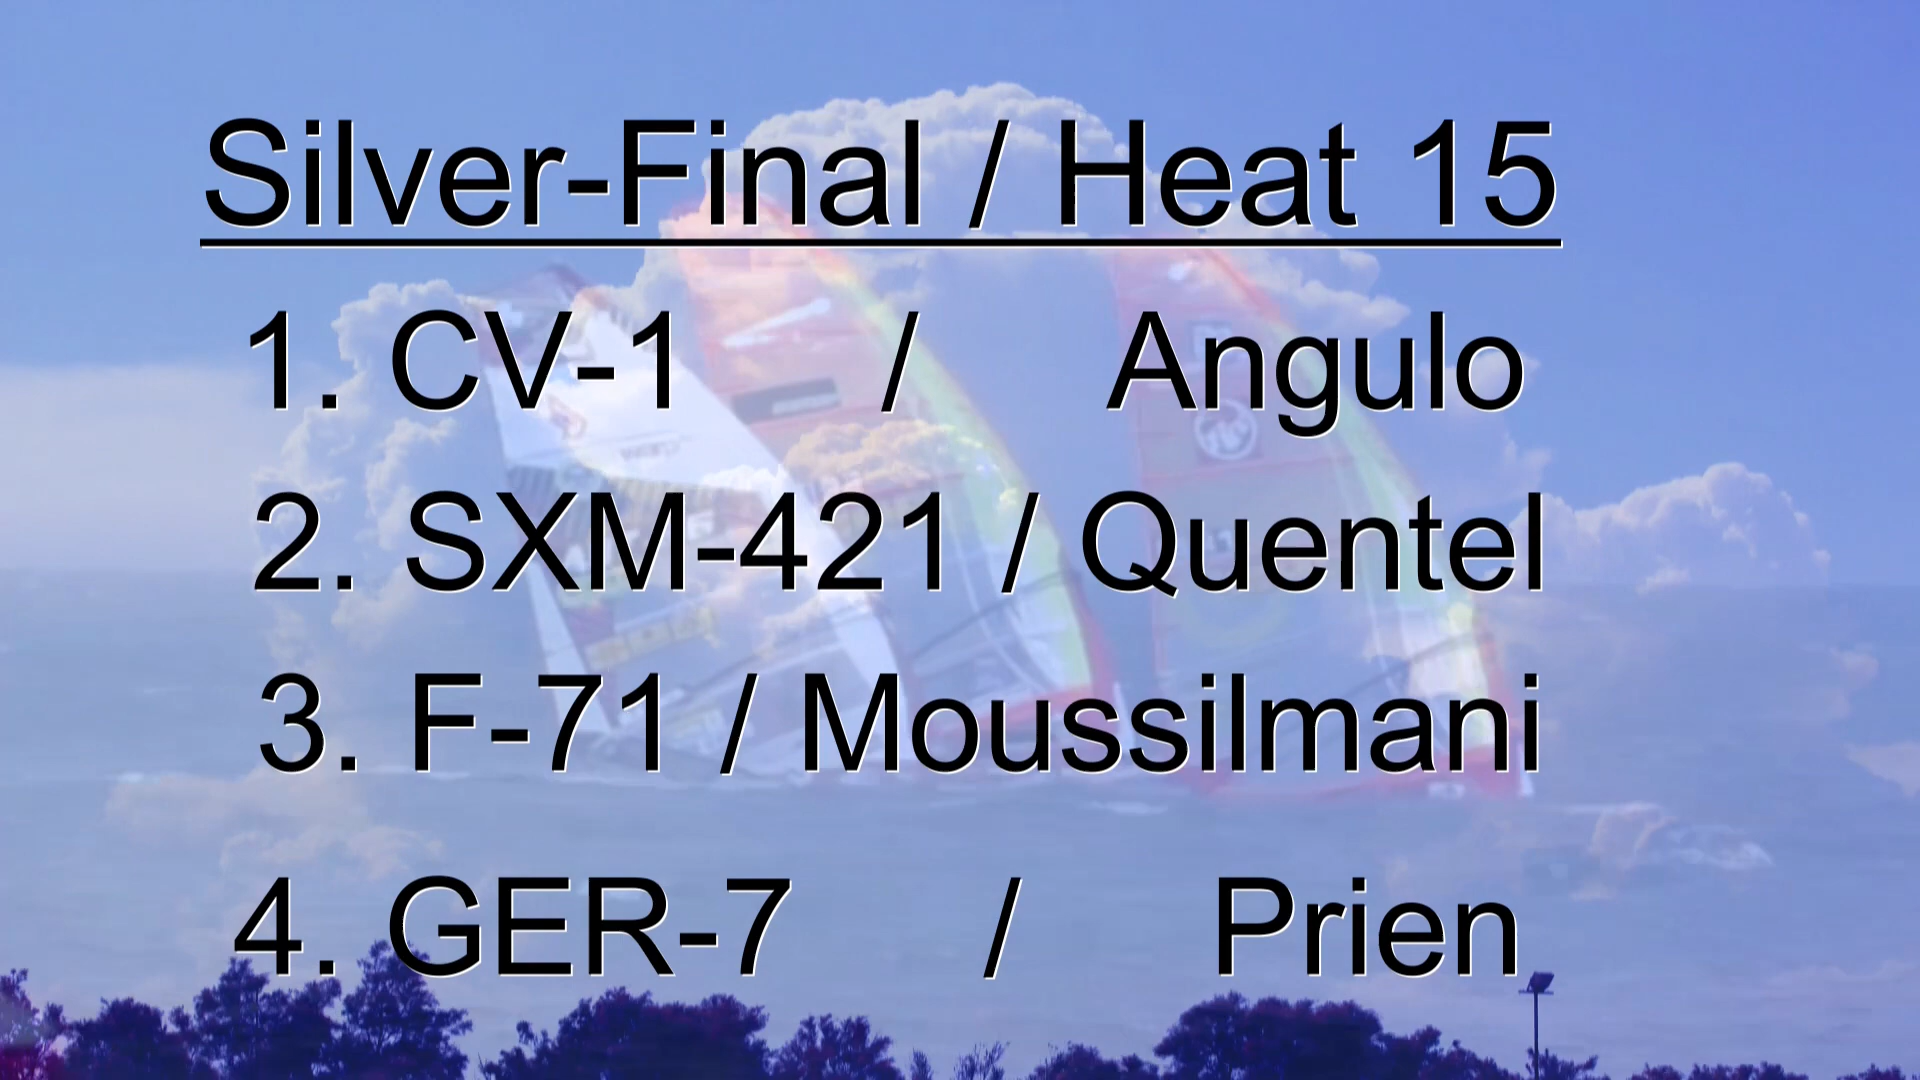 Silver-Final / Heat 15
1. CV-1 / Angulo
2. SXM-421 / Quentel
3. F-71 / Moussilmani
4. GER-7 / Prien